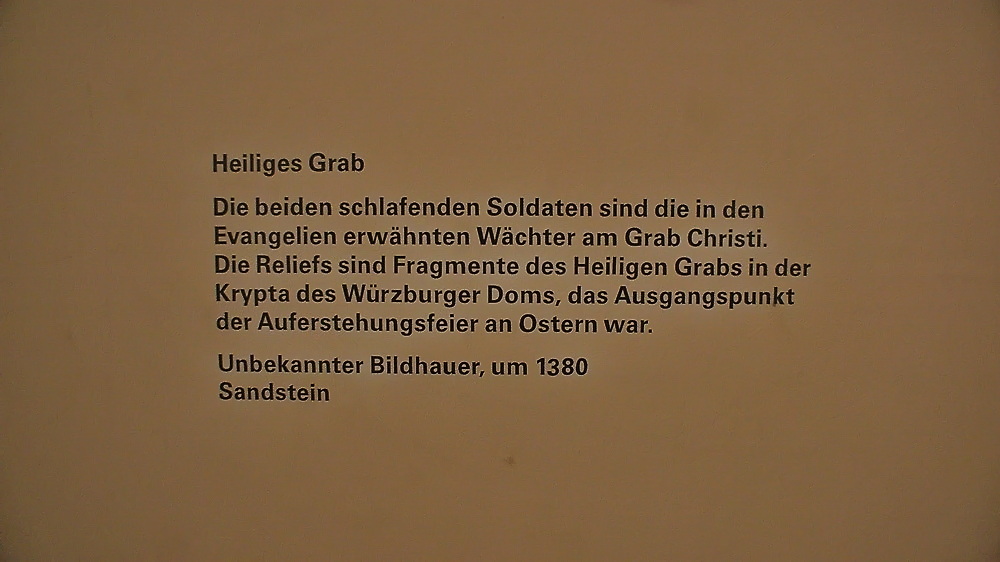 Heiliges Grab
Die beiden schlafenden Soldaten sind die in den
Evangelien erwähnten Wächter am Grab Christi.
Die Reliefs sind Fragmente des Heiligen Grabs in der
Krypta des Würzburger Doms, das Ausgangspunkt
der Auferstehungsfeier an Ostern war.
Unbekannter Bildhauer, um 1380
Sandstein